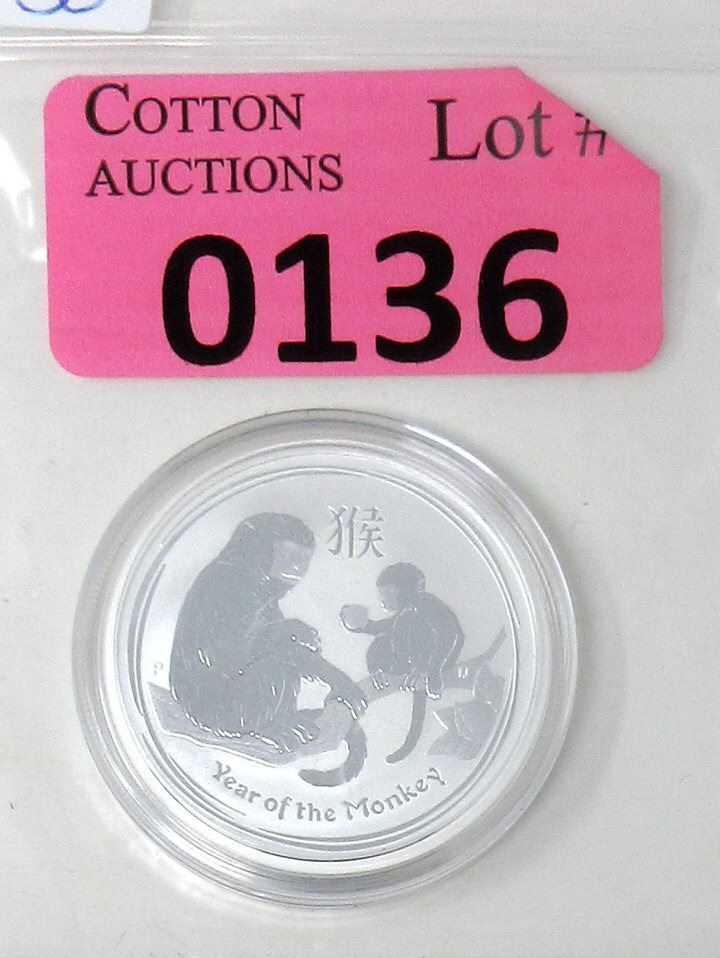 COTTON
AUCTIONS
Lot #
0136
猴
P
Year of the Monkey